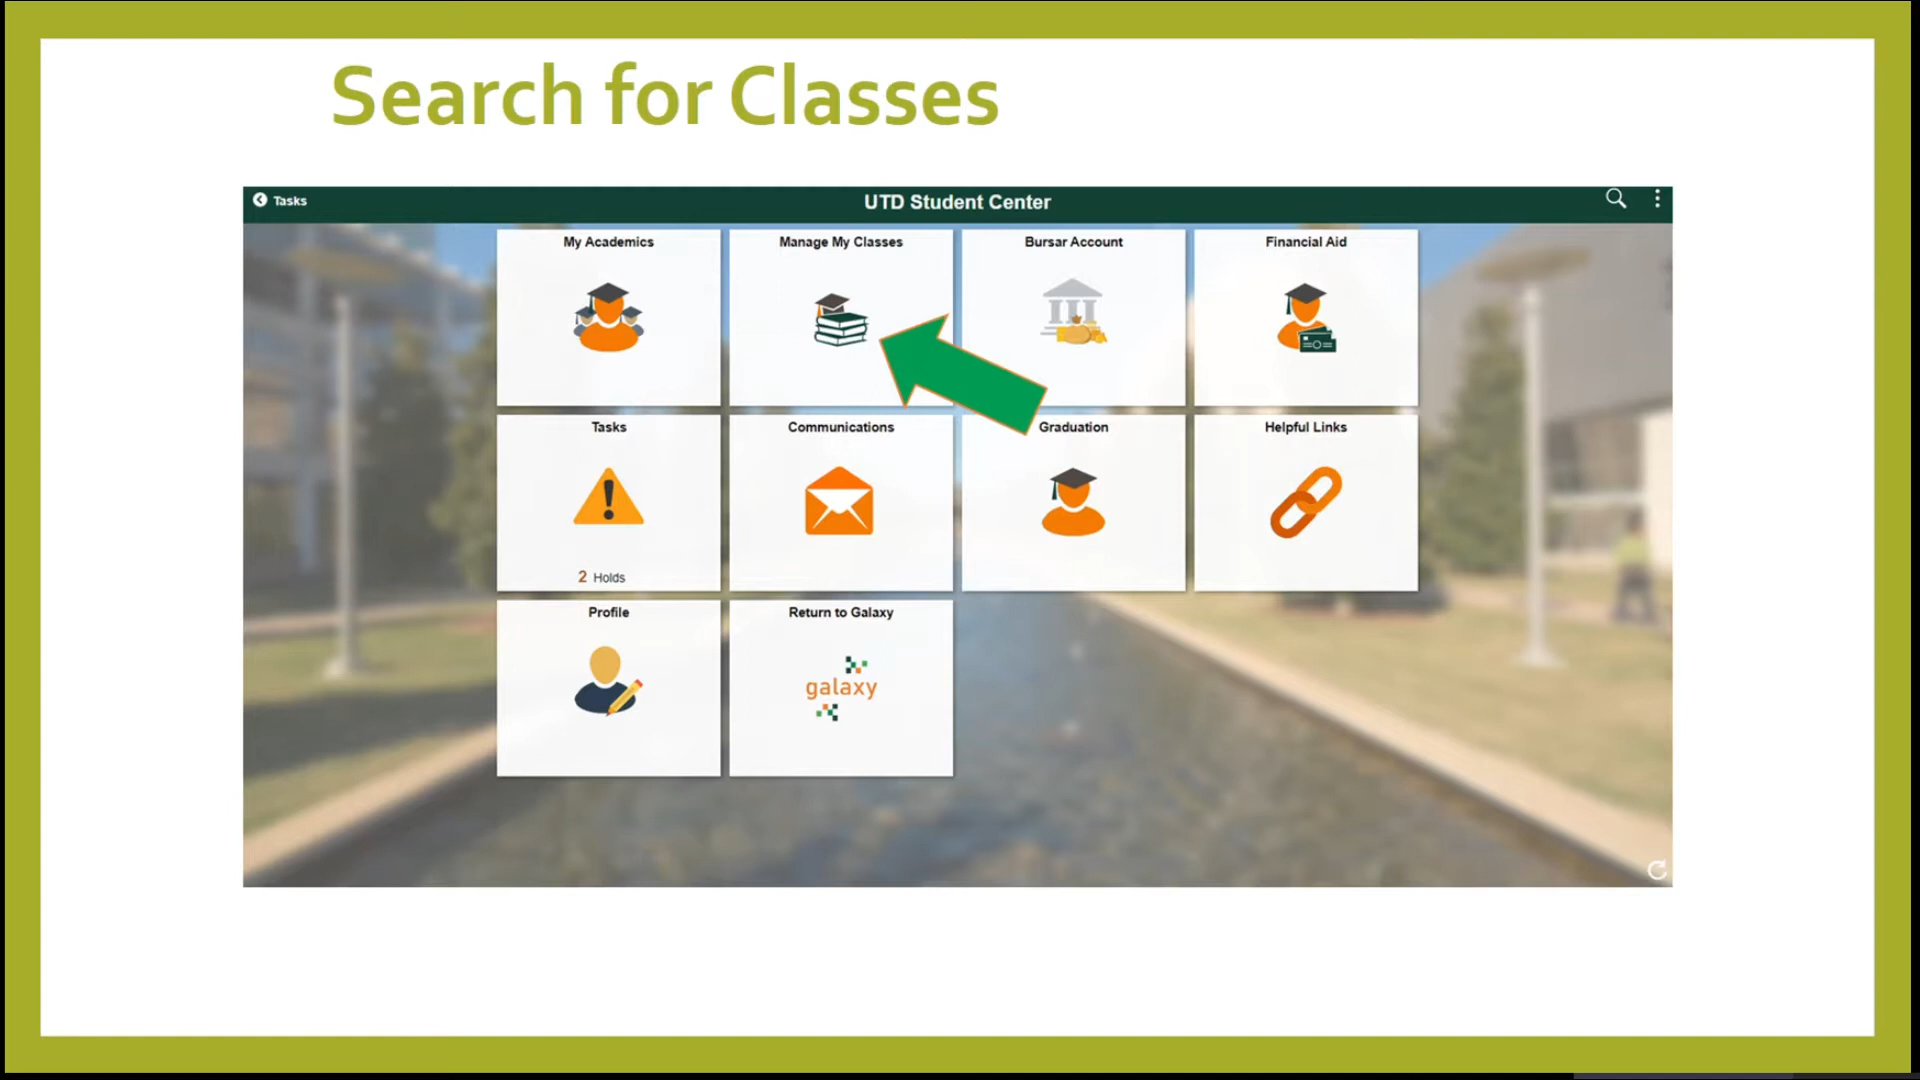 Search for Classes
Tasks
UTD Student Center
My Academics
Manage My Classes
Bursar Account
Financial Aid
Tasks
2 Holds
Communications
Graduation
Helpful Links
Profile
Return to Galaxy
galaxy